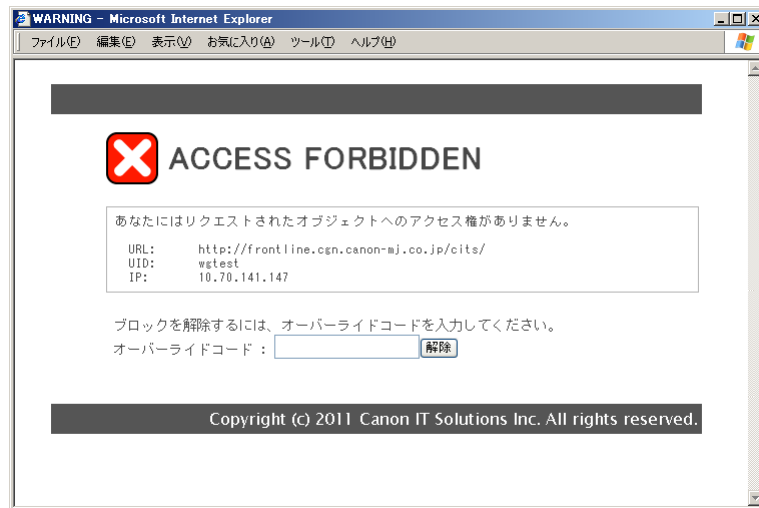 WARNING - Microsoft Internet Explorer
ファイル(F) 編集(E) 表示(V) お気に入り(A) ツール(T) ヘルプ(H)
ACCESS FORBIDDEN
あなたにはリクエストされたオブジェクトへのアクセス権がありません。
URL: http://frontline.cgn.canon-mj.co.jp/cits/
UID: wgtest
IP: 10.70.141.147
ブロックを解除するには、オーバーライドコードを入力してください。
オーバーライドコード : 解除
Copyright (c) 2011 Canon IT Solutions Inc. All rights reserved.